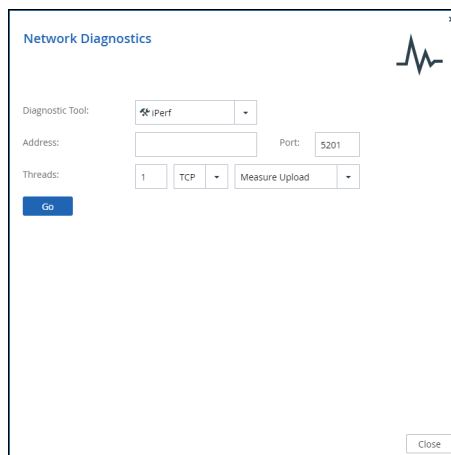 Network Diagnostics
Diagnostic Tool: iPerf
Address: Port: 5201
Threads: 1 TCP Measure Upload
Go
Close